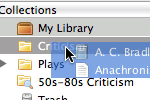 Collections
My Library
Cri
A. C. Bradl
Plays
Anachroni
50s-80s Criticism
Trash